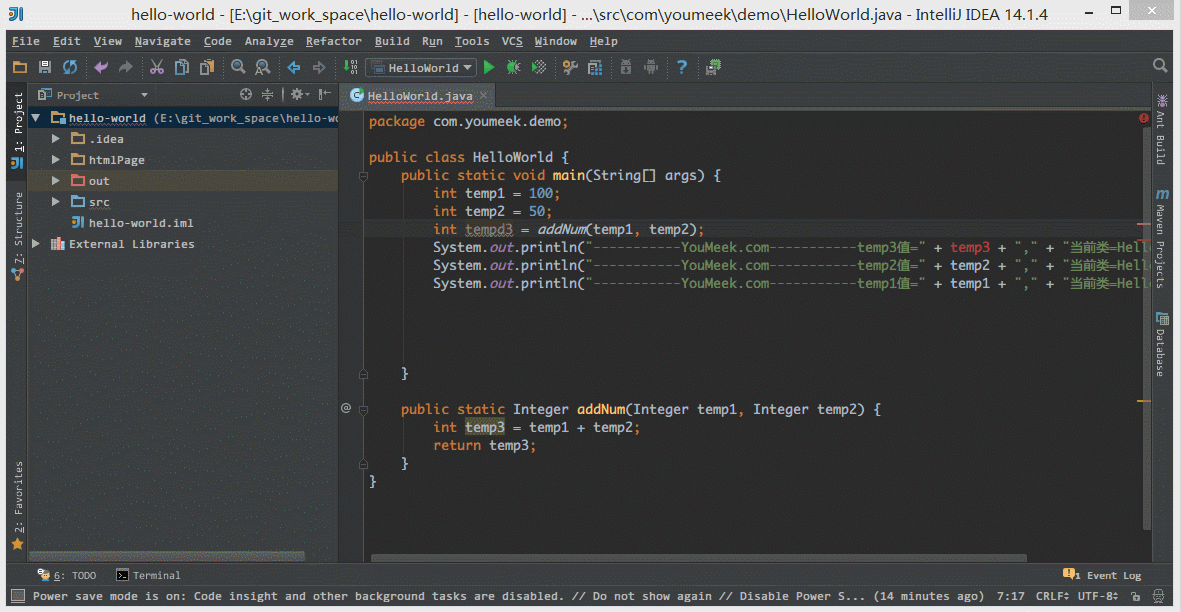 hello-world - [E:\git_work_space\hello-world] - [hello-world] - ...\src\com\youmeek\demo\HelloWorld.java - IntelliJ IDEA 14.1.4
File Edit View Navigate Code Analyze Refactor Build Run Tools VCS Window Help
HelloWorld
1: Project
Project
HelloWorld.java
hello-world (E:\git_work_space\hello-wo
.idea
htmlPage
out
src
hello-world.iml
External Libraries
7: Structure
2: Favorites
package com.youmeek.demo;
public class HelloWorld {
public static void main(String[] args) {
int temp1 = 100;
int temp2 = 50;
int tempd3 = addNum(temp1, temp2);
System.out.println("-----------YouMeek.com-----------temp3值=" + temp3 + "," + "当前类=Hell
System.out.println("-----------YouMeek.com-----------temp2值=" + temp2 + "," + "当前类=Hell
System.out.println("-----------YouMeek.com-----------temp1值=" + temp1 + "," + "当前类=Hell
}
@
public static Integer addNum(Integer temp1, Integer temp2) {
int temp3 = temp1 + temp2;
return temp3;
}
}
Ant Build
Maven Projects
Database
6: TODO Terminal
1 Event Log
Power save mode is on: Code insight and other background tasks are disabled. // Do not show again // Disable Power S... (14 minutes ago) 7:17 CRLF UTF-8